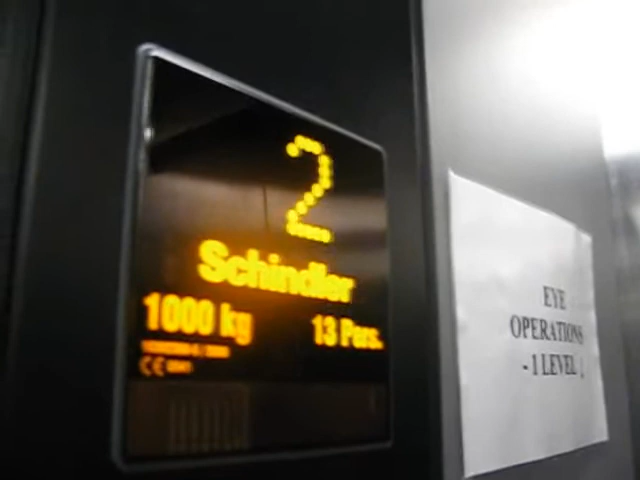 2
Schindler
1000 kg
13 Pers.
CE
EYE
OPERATIONS
- 1 LEVEL ↓